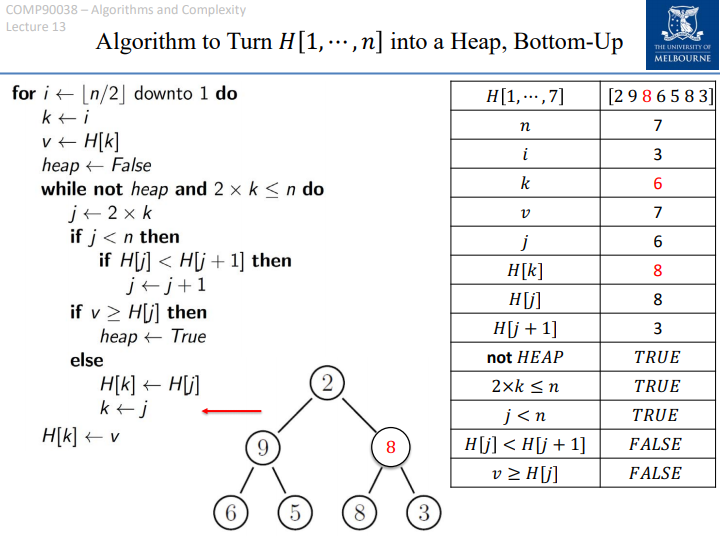 COMP90038 – Algorithms and Complexity
Lecture 13
Algorithm to Turn H[1, ⋯ , n] into a Heap, Bottom-Up
THE UNIVERSITY OF
MELBOURNE
for i ← ⌊n/2⌋ downto 1 do
k ← i
v ← H[k]
heap ← False
while not heap and 2 × k ≤ n do
j ← 2 × k
if j < n then
if H[j] < H[j + 1] then
j ← j + 1
if v ≥ H[j] then
heap ← True
else
H[k] ← H[j]
k ← j
H[k] ← v
2
9 8
6 5 8 3
H[1, ⋯ , 7] [2 9 8 6 5 8 3]
n 7
i 3
k 6
v 7
j 6
H[k] 8
H[j] 8
H[j + 1] 3
not HEAP TRUE
2×k ≤ n TRUE
j < n TRUE
H[j] < H[j + 1] FALSE
v ≥ H[j] FALSE